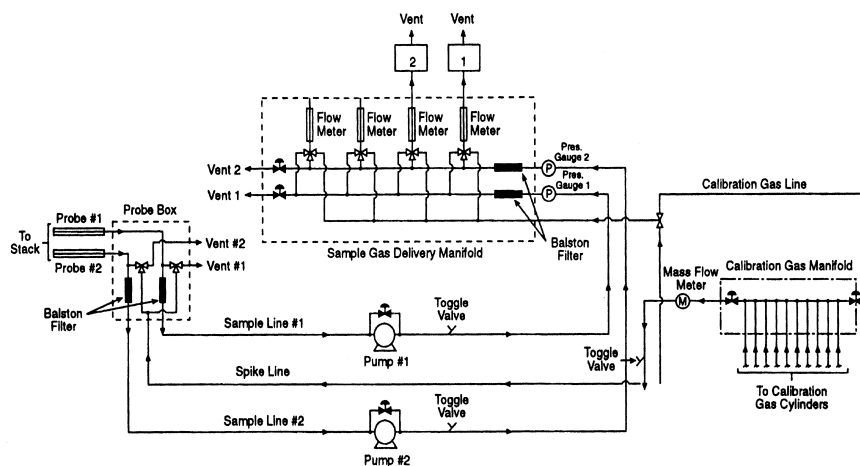 Vent
Vent
2
1
Flow Meter
Flow Meter
Flow Meter
Flow Meter
Pres. Gauge 2
P
Vent 2
Pres. Gauge 1
P
Vent 1
Calibration Gas Line
Probe Box
Probe #1
To Stack
Vent #2
Probe #2
Vent #1
Balston Filter
Sample Gas Delivery Manifold
Balston Filter
Mass Flow Meter
M
Calibration Gas Manifold
Balston Filter
Sample Line #1
Toggle Valve
Pump #1
Toggle Valve
Spike Line
To Calibration Gas Cylinders
Sample Line #2
Toggle Valve
Pump #2